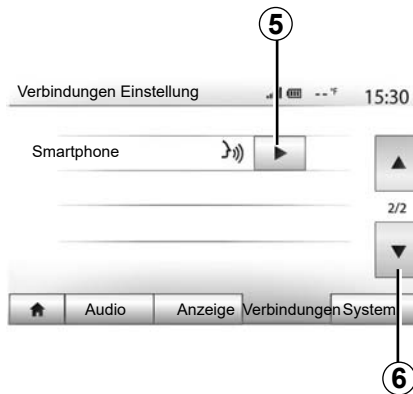 5
Verbindungen Einstellung -- °F 15:30
Smartphone
2/2
Audio Anzeige Verbindungen System
6